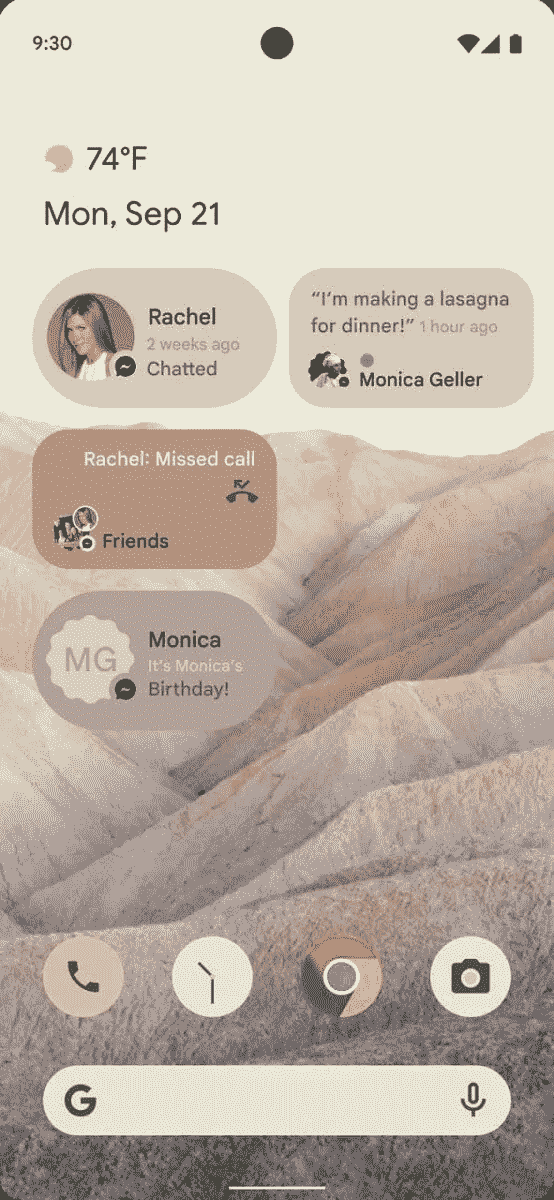 9:30
74°F
Mon, Sep 21
Rachel
2 weeks ago
Chatted
“I’m making a lasagna
for dinner!” 1 hour ago
Monica Geller
Rachel: Missed call
Friends
MG
Monica
It’s Monica’s
Birthday!
G